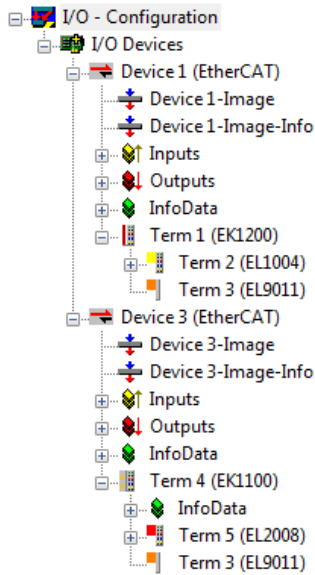 I/O - Configuration
I/O Devices
Device 1 (EtherCAT)
Device 1-Image
Device 1-Image-Info
Inputs
Outputs
InfoData
Term 1 (EK1200)
Term 2 (EL1004)
Term 3 (EL9011)
Device 3 (EtherCAT)
Device 3-Image
Device 3-Image-Info
Inputs
Outputs
InfoData
Term 4 (EK1100)
InfoData
Term 5 (EL2008)
Term 3 (EL9011)